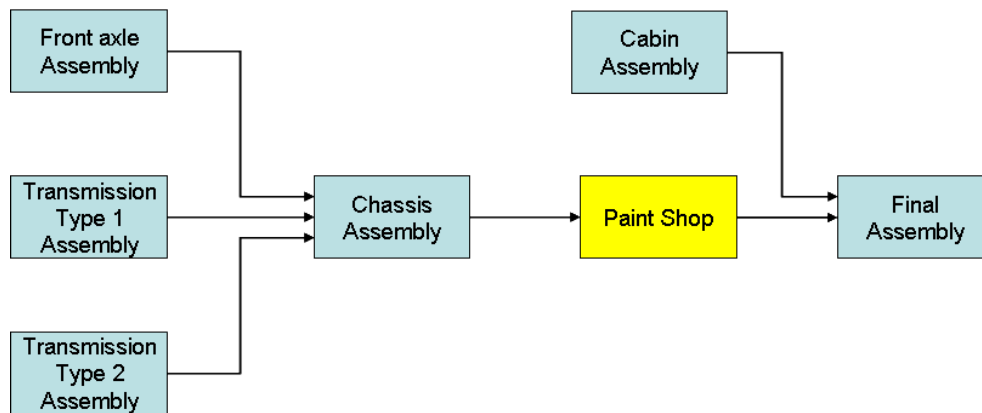 Front axle
Assembly
Cabin
Assembly
Transmission
Type 1
Assembly
Chassis
Assembly
Paint Shop
Final
Assembly
Transmission
Type 2
Assembly